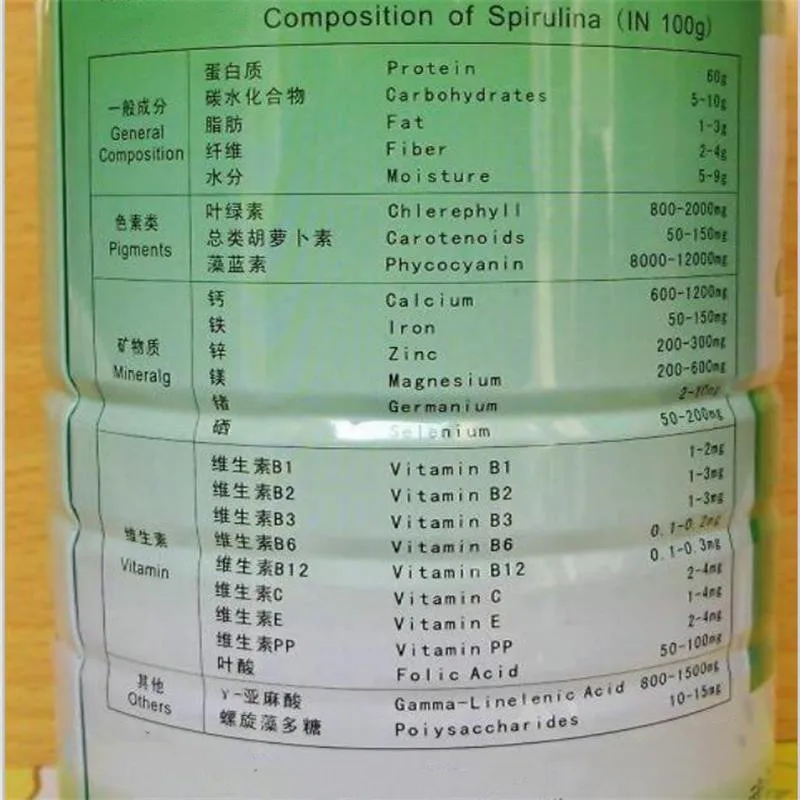 Composition of Spirulina (IN 100g)
一般成分
General
Composition
蛋白质 Protein 60g
碳水化合物 Carbohydrates 5-10g
脂肪 Fat 1-3g
纤维 Fiber 2-4g
水分 Moisture 5-9g
色素类
Pigments
叶绿素 Chlerephyll 800-2000mg
总类胡萝卜素 Carotenoids 50-150mg
藻蓝素 Phycocyanin 8000-12000mg
矿物质
Mineralg
钙 Calcium 600-1200mg
铁 Iron 50-150mg
锌 Zinc 200-300mg
镁 Magnesium 200-600mg
锗 Germanium 2-10mg
硒 Selenium 50-200mg
维生素
Vitamin
维生素B1 Vitamin B1 1-2mg
维生素B2 Vitamin B2 1-3mg
维生素B3 Vitamin B3 1-3mg
维生素B6 Vitamin B6 0.1-0.2mg
维生素B12 Vitamin B12 0.1-0.3mg
维生素C Vitamin C 2-4mg
维生素E Vitamin E 1-4mg
维生素PP Vitamin PP 2-4mg
叶酸 Folic Acid 50-100mg
其他
Others
γ-亚麻酸 Gamma-Linelenic Acid 800-1500mg
螺旋藻多糖 Poiysaccharides 10-15mg